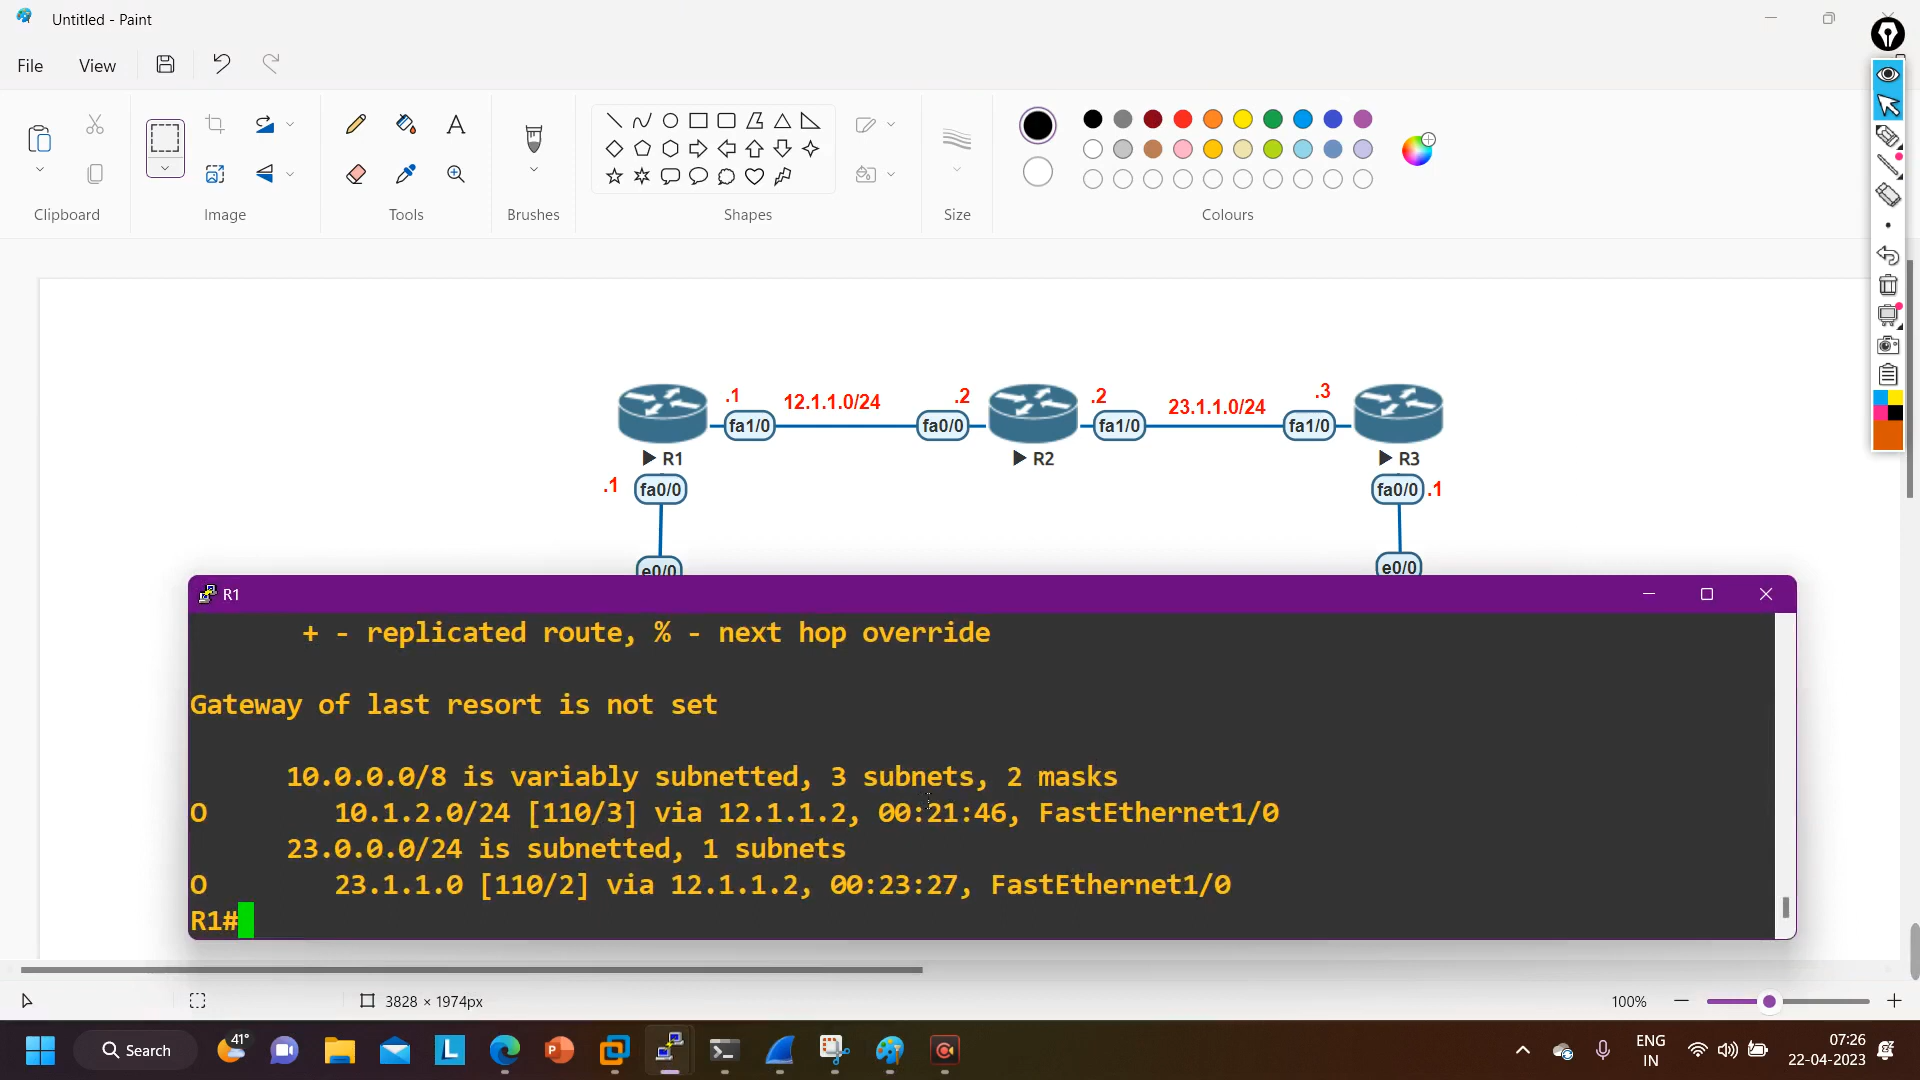 Untitled - Paint
File
View
Clipboard
Image
Tools
Brushes
Shapes
Size
Colours
.1
12.1.1.0/24
.2
.2
23.1.1.0/24
.3
fa1/0
fa0/0
fa1/0
fa1/0
R1
R2
R3
.1
fa0/0
fa0/0
.1
e0/0
e0/0
R1
+ - replicated route, % - next hop override
Gateway of last resort is not set
10.0.0.0/8 is variably subnetted, 3 subnets, 2 masks
O 10.1.2.0/24 [110/3] via 12.1.1.2, 00:21:46, FastEthernet1/0
23.0.0.0/24 is subnetted, 1 subnets
O 23.1.1.0 [110/2] via 12.1.1.2, 00:23:27, FastEthernet1/0
R1#
3828 × 1974px
100%
41°
Search
L
P
ENG
IN
07:26
22-04-2023